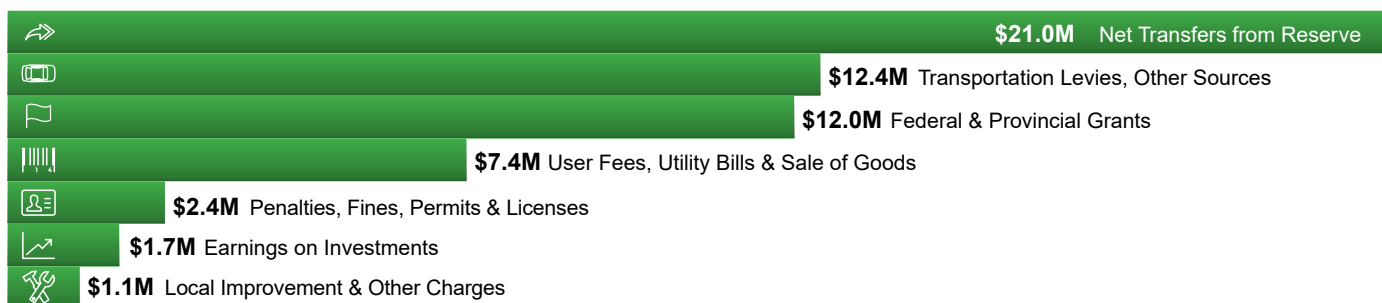 $21.0M Net Transfers from Reserve
$12.4M Transportation Levies, Other Sources
$12.0M Federal & Provincial Grants
$7.4M User Fees, Utility Bills & Sale of Goods
$2.4M Penalties, Fines, Permits & Licenses
$1.7M Earnings on Investments
$1.1M Local Improvement & Other Charges